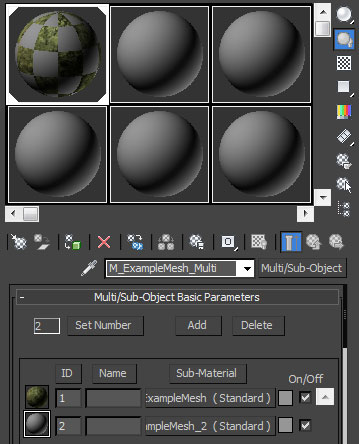 M_ExampleMesh_Multi Multi/Sub-Object
- Multi/Sub-Object Basic Parameters
2 Set Number Add Delete
ID Name Sub-Material On/Off
1 ExampleMesh ( Standard )
2 mpleMesh_2 ( Standard )